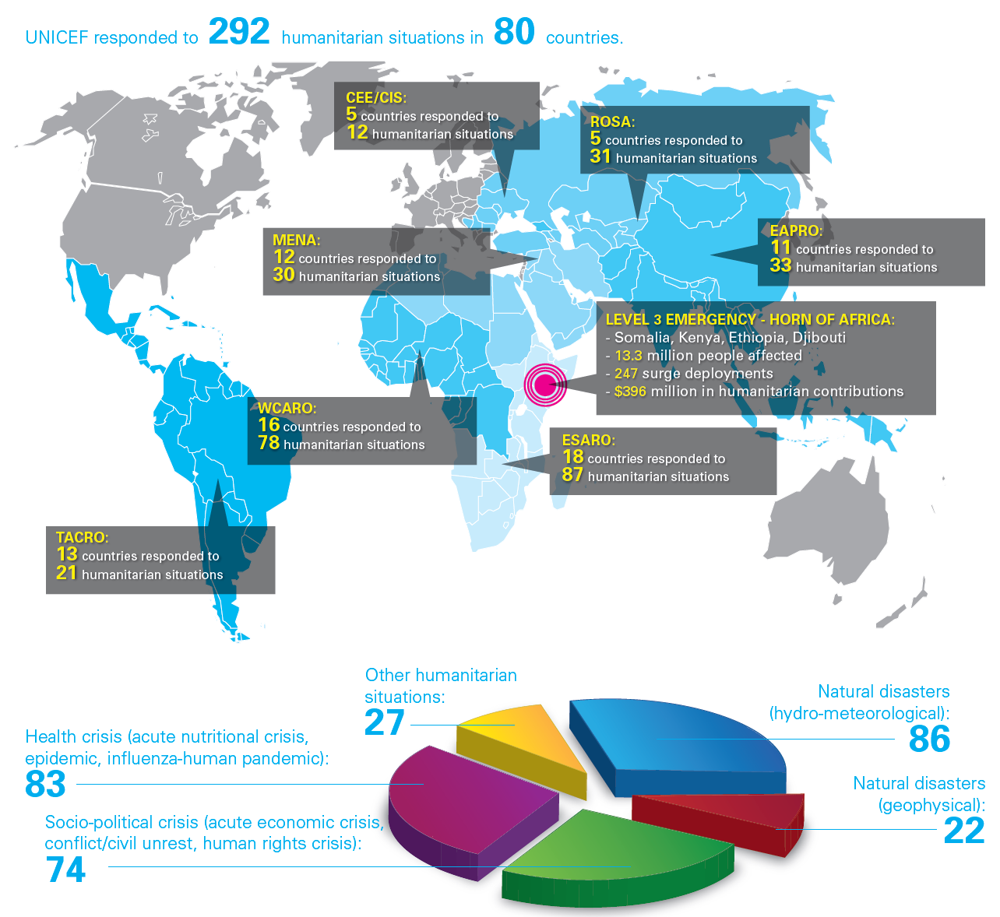 UNICEF responded to 292 humanitarian situations in 80 countries.
CEE/CIS:
5 countries responded to
12 humanitarian situations
ROSA:
5 countries responded to
31 humanitarian situations
MENA:
12 countries responded to
30 humanitarian situations
EAPRO:
11 countries responded to
33 humanitarian situations
LEVEL 3 EMERGENCY - HORN OF AFRICA:
- Somalia, Kenya, Ethiopia, Djibouti
- 13.3 million people affected
- 247 surge deployments
- $396 million in humanitarian contributions
WCARO:
16 countries responded to
78 humanitarian situations
ESARO:
18 countries responded to
87 humanitarian situations
TACRO:
13 countries responded to
21 humanitarian situations
Other humanitarian
situations:
27
Natural disasters
(hydro-meteorological):
86
Health crisis (acute nutritional crisis,
epidemic, influenza-human pandemic):
83
Natural disasters
(geophysical):
22
Socio-political crisis (acute economic crisis,
conflict/civil unrest, human rights crisis):
74